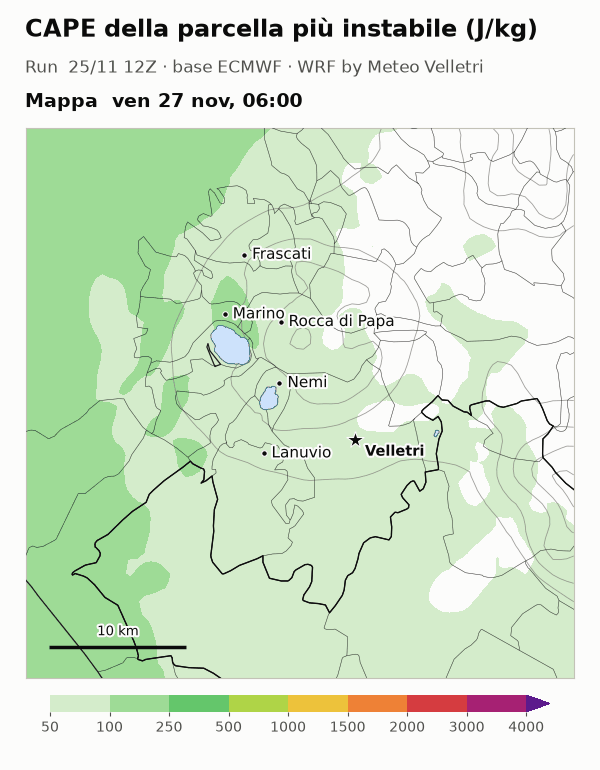 CAPE della parcella più instabile (J/kg)
Run  25/11 12Z · base ECMWF · WRF by Meteo Velletri
Mappa  ven 27 nov, 06:00
Frascati
Marino
Rocca di Papa
Nemi
Velletri
Lanuvio
10 km
50 100 250 500 1000 1500 2000 3000 4000